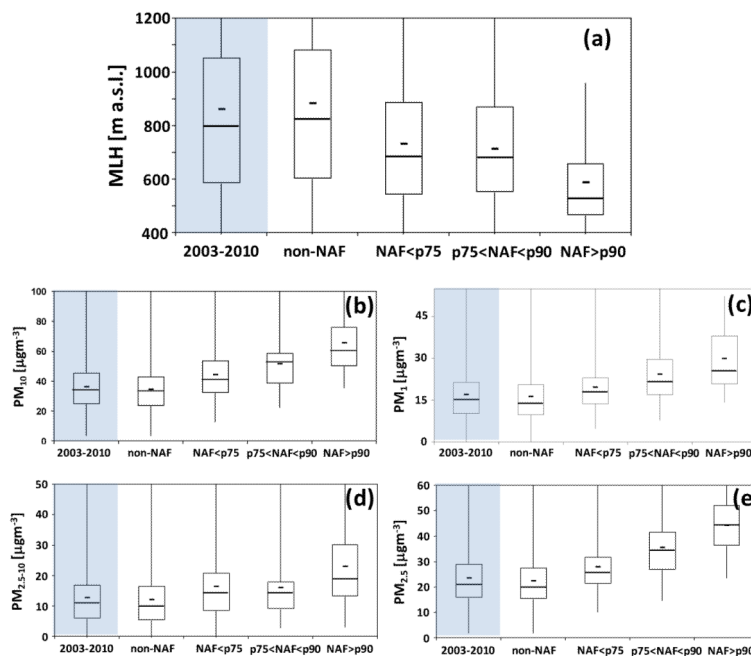 (a)
MLH [m a.s.l.]
1200
1000
800
600
400
2003-2010 non-NAF NAF<p75 p75<NAF<p90 NAF>p90
(b)
PM10 [µgm-3]
100
80
60
40
20
0
2003-2010 non-NAF NAF<p75 p75<NAF<p90 NAF>p90
(c)
PM1 [µgm-3]
45
30
15
0
2003-2010 non-NAF NAF<p75 p75<NAF<p90 NAF>p90
(d)
PM2.5-10 [µgm-3]
50
40
30
20
10
0
2003-2010 non-NAF NAF<p75 p75<NAF<p90 NAF>p90
(e)
PM2.5 [µgm-3]
60
50
40
30
20
10
0
2003-2010 non-NAF NAF<p75 p75<NAF<p90 NAF>p90